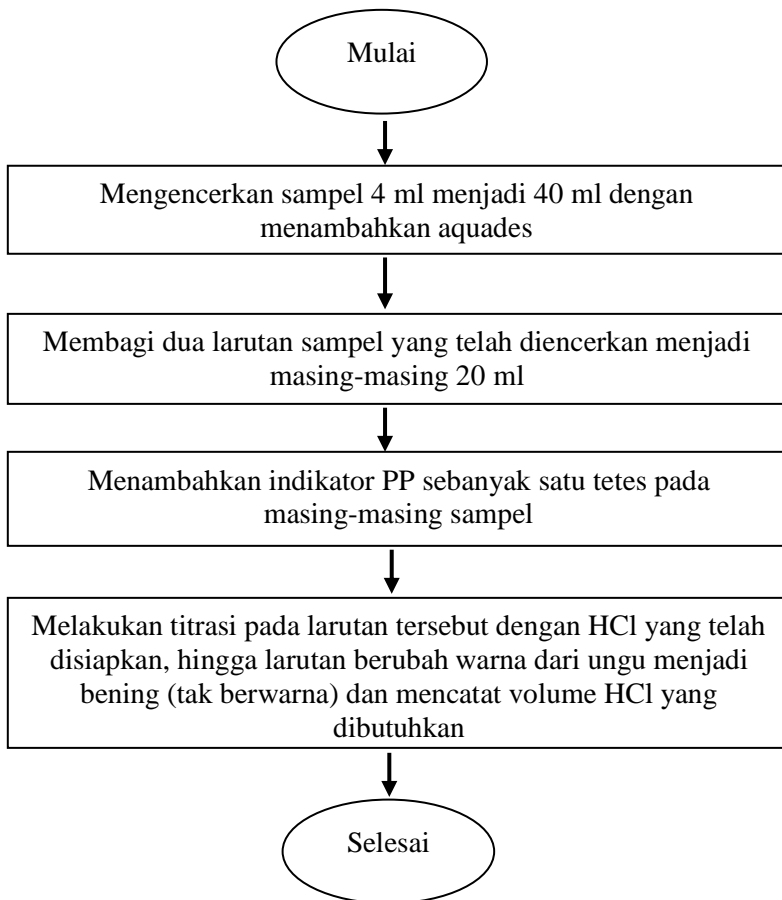 Mulai
Mengencerkan sampel 4 ml menjadi 40 ml dengan
menambahkan aquades
Membagi dua larutan sampel yang telah diencerkan menjadi
masing-masing 20 ml
Menambahkan indikator PP sebanyak satu tetes pada
masing-masing sampel
Melakukan titrasi pada larutan tersebut dengan HCl yang telah
disiapkan, hingga larutan berubah warna dari ungu menjadi
bening (tak berwarna) dan mencatat volume HCl yang
dibutuhkan
Selesai